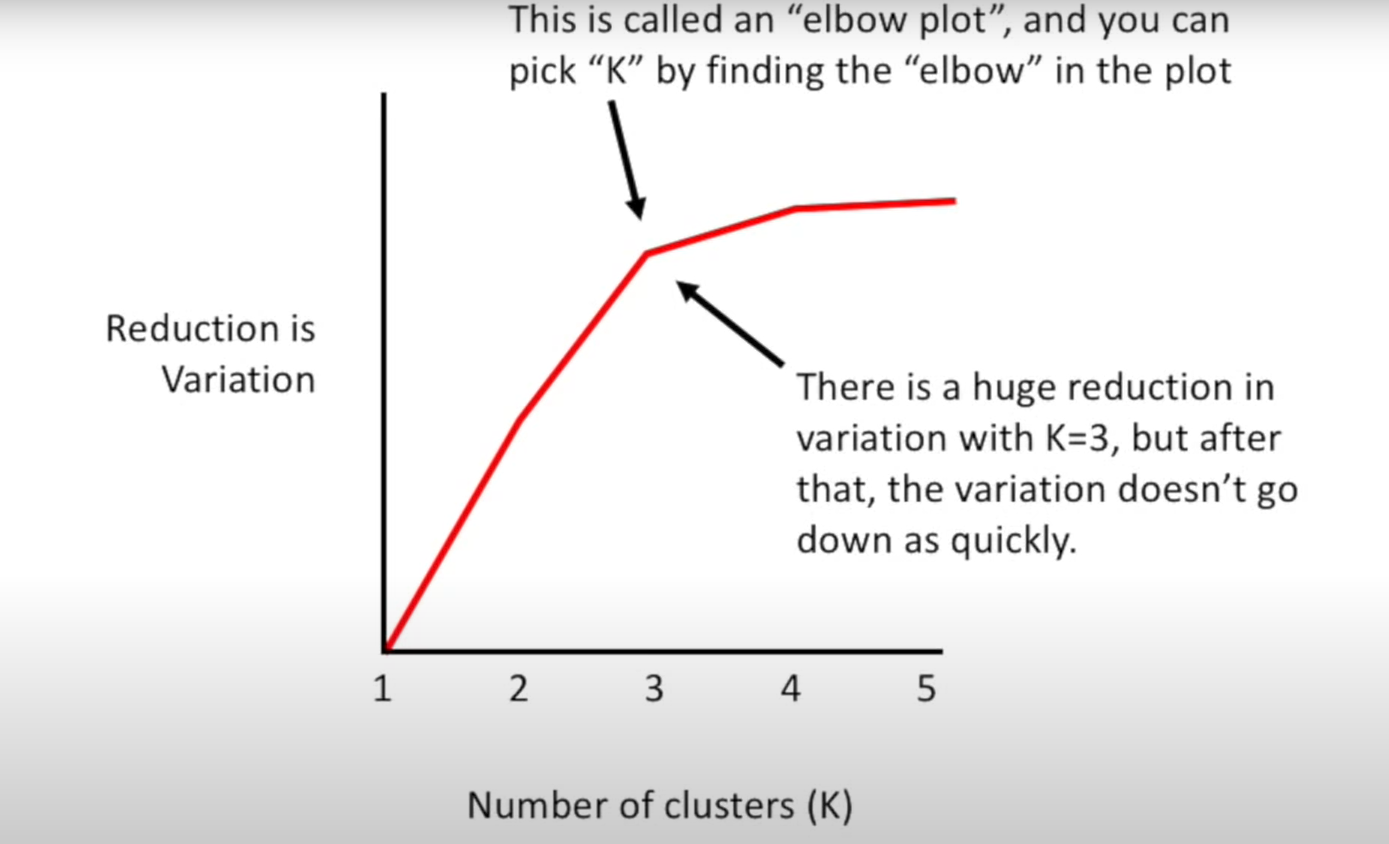 This is called an “elbow plot”, and you can
pick “K” by finding the “elbow” in the plot
Reduction is
Variation
There is a huge reduction in
variation with K=3, but after
that, the variation doesn’t go
down as quickly.
1 2 3 4 5
Number of clusters (K)